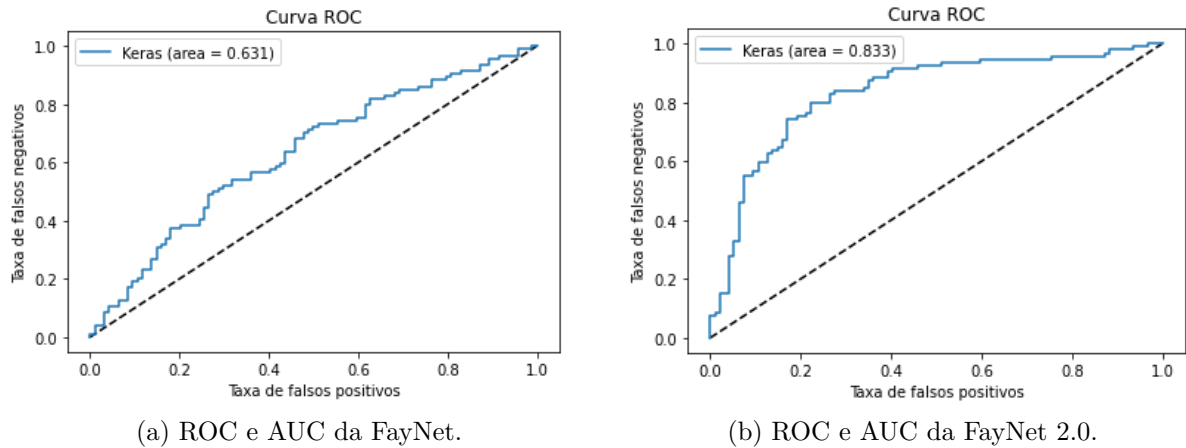 Curva ROC
Keras (area = 0.631)
1.0
0.8
0.6
0.4
0.2
0.0
Taxa de falsos negativos
0.0 0.2 0.4 0.6 0.8 1.0
Taxa de falsos positivos
(a) ROC e AUC da FayNet.
Curva ROC
Keras (area = 0.833)
1.0
0.8
0.6
0.4
0.2
0.0
Taxa de falsos negativos
0.0 0.2 0.4 0.6 0.8 1.0
Taxa de falsos positivos
(b) ROC e AUC da FayNet 2.0.